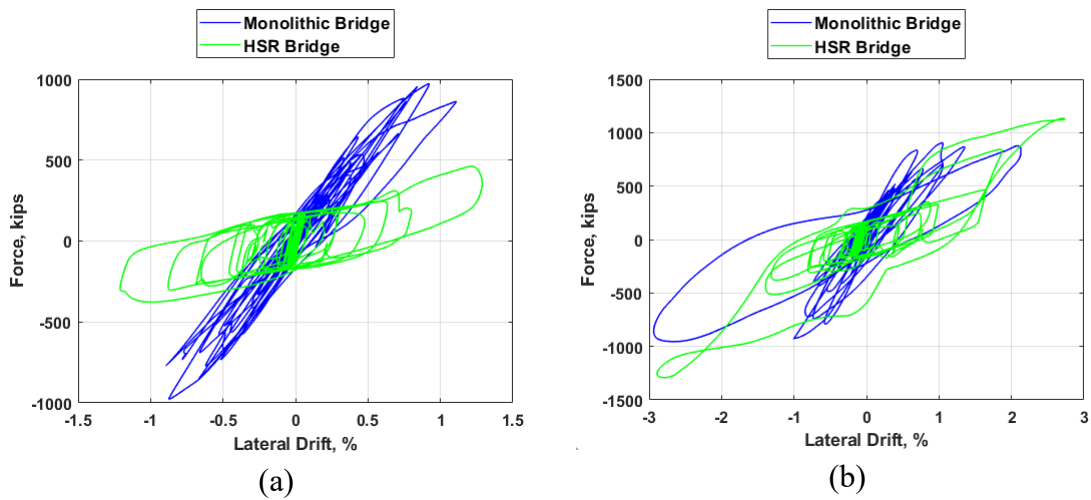 Monolithic Bridge
HSR Bridge
1000
500
0
-500
-1000
-1
-0.5
0
0.5
1
1.5
Force, kips
Lateral Drift, %
(a)
Monolithic Bridge
HSR Bridge
1500
1000
500
0
-500
-1000
-1500
-3
-2
-1
0
1
2
3
Force, kips
Lateral Drift, %
(b)